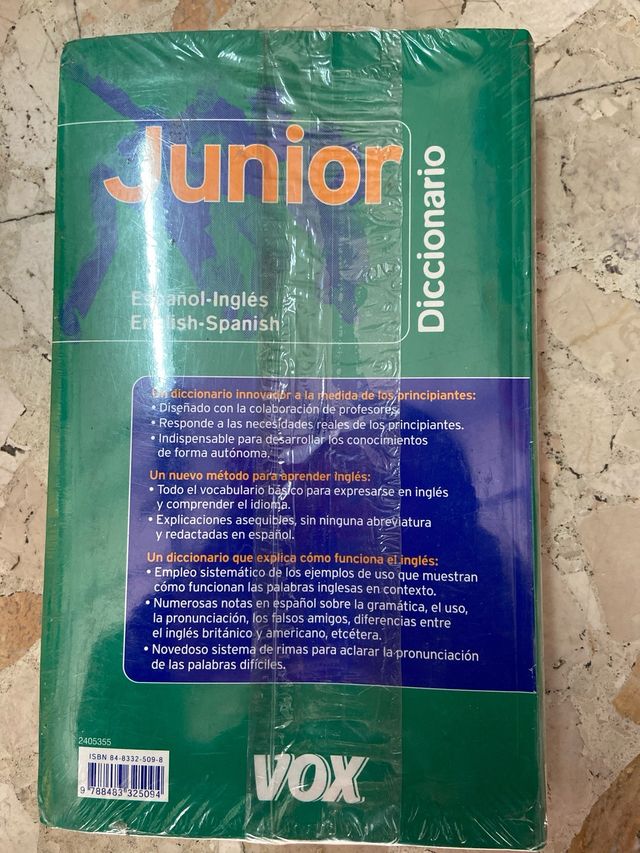 Junior
Diccionario
Español-Inglés
English-Spanish
Un diccionario innovador a la medida de los principiantes:
• Diseñado con la colaboración de profesores.
• Responde a las necesidades reales de los principiantes.
• Indispensable para desarrollar los conocimientos
de forma autónoma.
Un nuevo método para aprender inglés:
• Todo el vocabulario básico para expresarse en inglés
y comprender el idioma.
• Explicaciones asequibles, sin ninguna abreviatura
y redactadas en español.
Un diccionario que explica cómo funciona el inglés:
• Empleo sistemático de los ejemplos de uso que muestran
cómo funcionan las palabras inglesas en contexto.
• Numerosas notas en español sobre la gramática, el uso,
la pronunciación, los falsos amigos, diferencias entre
el inglés británico y americano, etcétera.
• Novedoso sistema de rimas para aclarar la pronunciación
de las palabras difíciles.
2405355
ISBN 84-8332-509-8
9 788483 325094
VOX